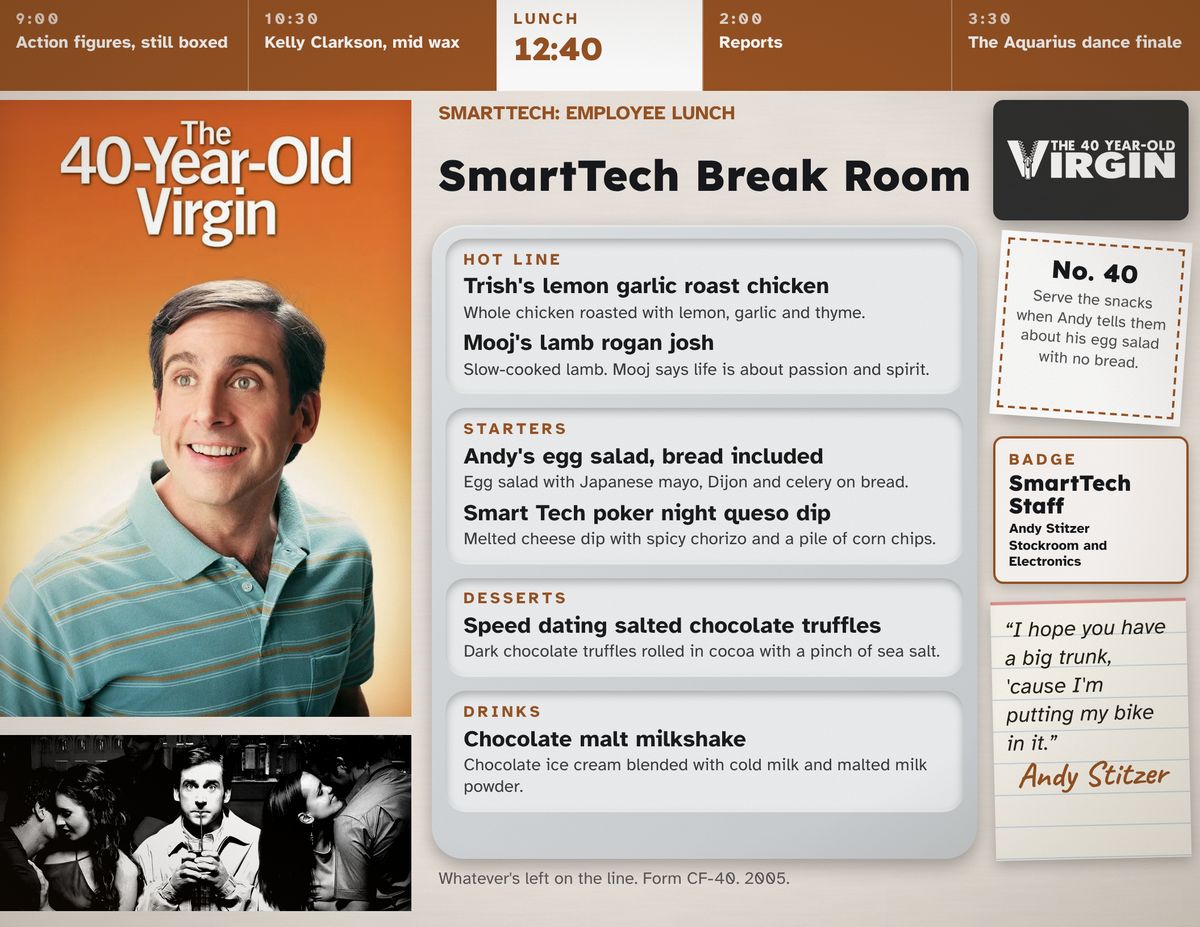 9:00
Action figures, still boxed
10:30
Kelly Clarkson, mid wax
LUNCH
12:40
2:00
Reports
3:30
The Aquarius dance finale
The
40-Year-Old
Virgin
SMARTTECH: EMPLOYEE LUNCH
SmartTech Break Room
HOT LINE
Trish's lemon garlic roast chicken
Whole chicken roasted with lemon, garlic and thyme.
Mooj's lamb rogan josh
Slow-cooked lamb. Mooj says life is about passion and spirit.
STARTERS
Andy's egg salad, bread included
Egg salad with Japanese mayo, Dijon and celery on bread.
Smart Tech poker night queso dip
Melted cheese dip with spicy chorizo and a pile of corn chips.
DESSERTS
Speed dating salted chocolate truffles
Dark chocolate truffles rolled in cocoa with a pinch of sea salt.
DRINKS
Chocolate malt milkshake
Chocolate ice cream blended with cold milk and malted milk
powder.
Whatever's left on the line. Form CF-40. 2005.
THE 40 YEAR-OLD
VIRGIN
No. 40
Serve the snacks
when Andy tells them
about his egg salad
with no bread.
BADGE
SmartTech
Staff
Andy Stitzer
Stockroom and
Electronics
“I hope you have
a big trunk,
'cause I'm
putting my bike
in it.”
Andy Stitzer